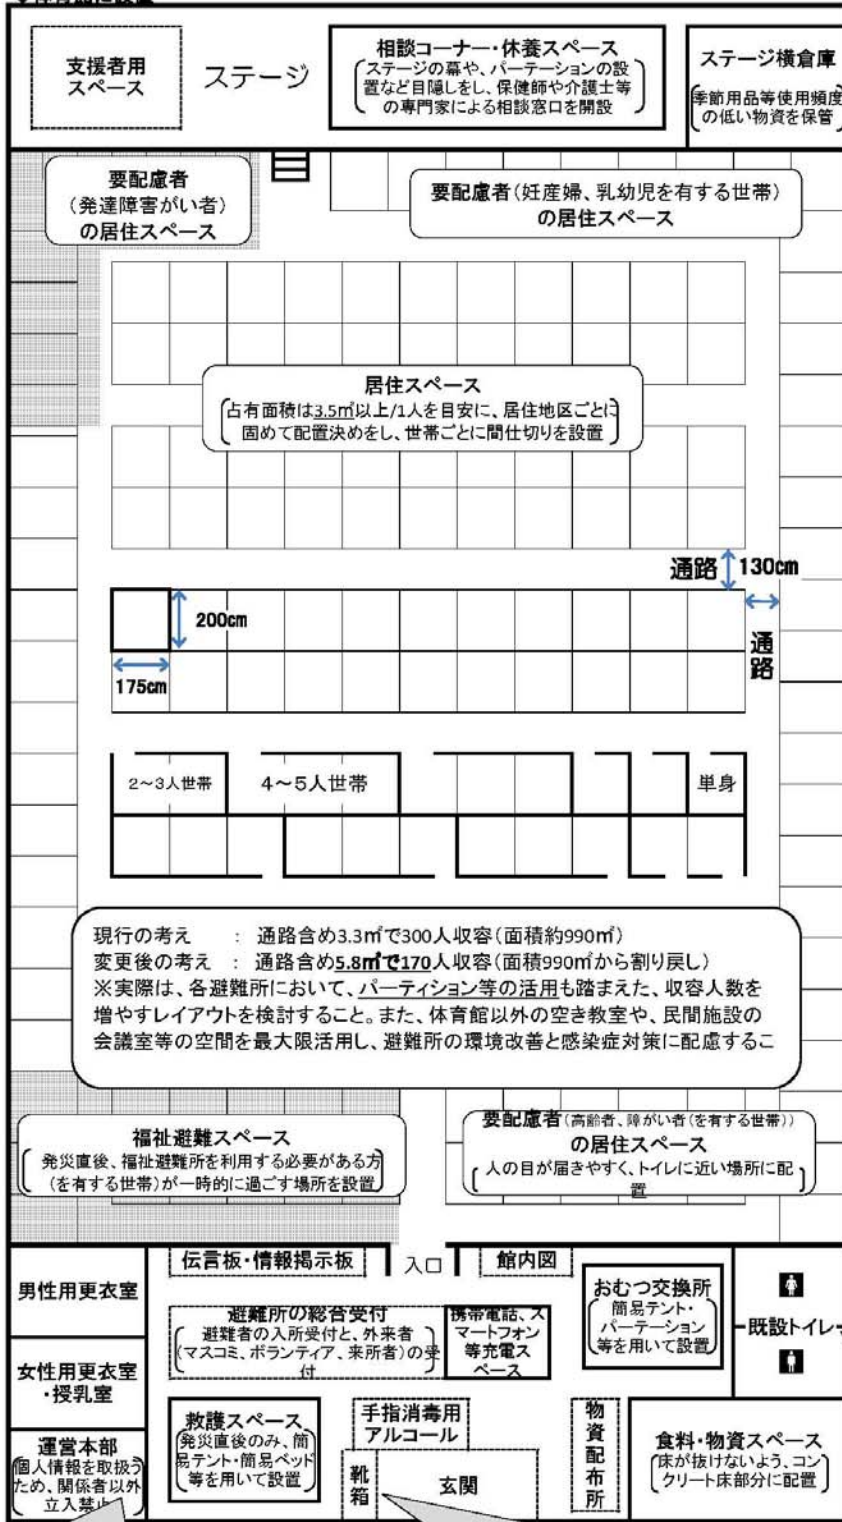 支援者用
スペース
ステージ
相談コーナー・休養スペース
ステージの幕や、パーテーションの設
置など目隠しをし、保健師や介護士等
の専門家による相談窓口を開設
ステージ横倉庫
季節用品等使用頻度
の低い物資を保管
要配慮者
(発達障害がい者)
の居住スペース
要配慮者(妊産婦、乳幼児を有する世帯)
の居住スペース
居住スペース
占有面積は3.5㎡以上/1人を目安に、居住地区ごとに
固めて配置決めをし、世帯ごとに間仕切りを設置
通路 130cm
200cm
175cm
通路
2～3人世帯
4～5人世帯
単身
現行の考え : 通路含め3.3㎡で300人収容(面積約990㎡)
変更後の考え : 通路含め5.8㎡で170人収容(面積990㎡から割り戻し)
※実際は、各避難所において、パーティション等の活用も踏まえた、収容人数を
増やすレイアウトを検討すること。また、体育館以外の空き教室や、民間施設の
会議室等の空間を最大限活用し、避難所の環境改善と感染症対策に配慮するこ
福祉避難スペース
発災直後、福祉避難所を利用する必要がある方
(を有する世帯)が一時的に過ごす場所を設置
要配慮者(高齢者、障がい者(を有する世帯))
の居住スペース
人の目が届きやすく、トイレに近い場所に配
置
伝言板・情報掲示板
入口
館内図
男性用更衣室
避難所の総合受付
避難者の入所受付と、外来者
(マスコミ、ボランティア、来所者)の受
付
携帯電話、ス
マートフォン
等充電ス
ペース
おむつ交換所
簡易テント・
パーテーション
等を用いて設置
既設トイレ
女性用更衣室
・授乳室
運営本部
個人情報を取扱う
ため、関係者以外
立入禁止
救護スペース
発災直後のみ、簡
易テント・簡易ベッド
等を用いて設置
手指消毒用
アルコール
靴箱
玄関
物資配布所
食料・物資スペース
床が抜けないよう、コン
クリート床部分に配置